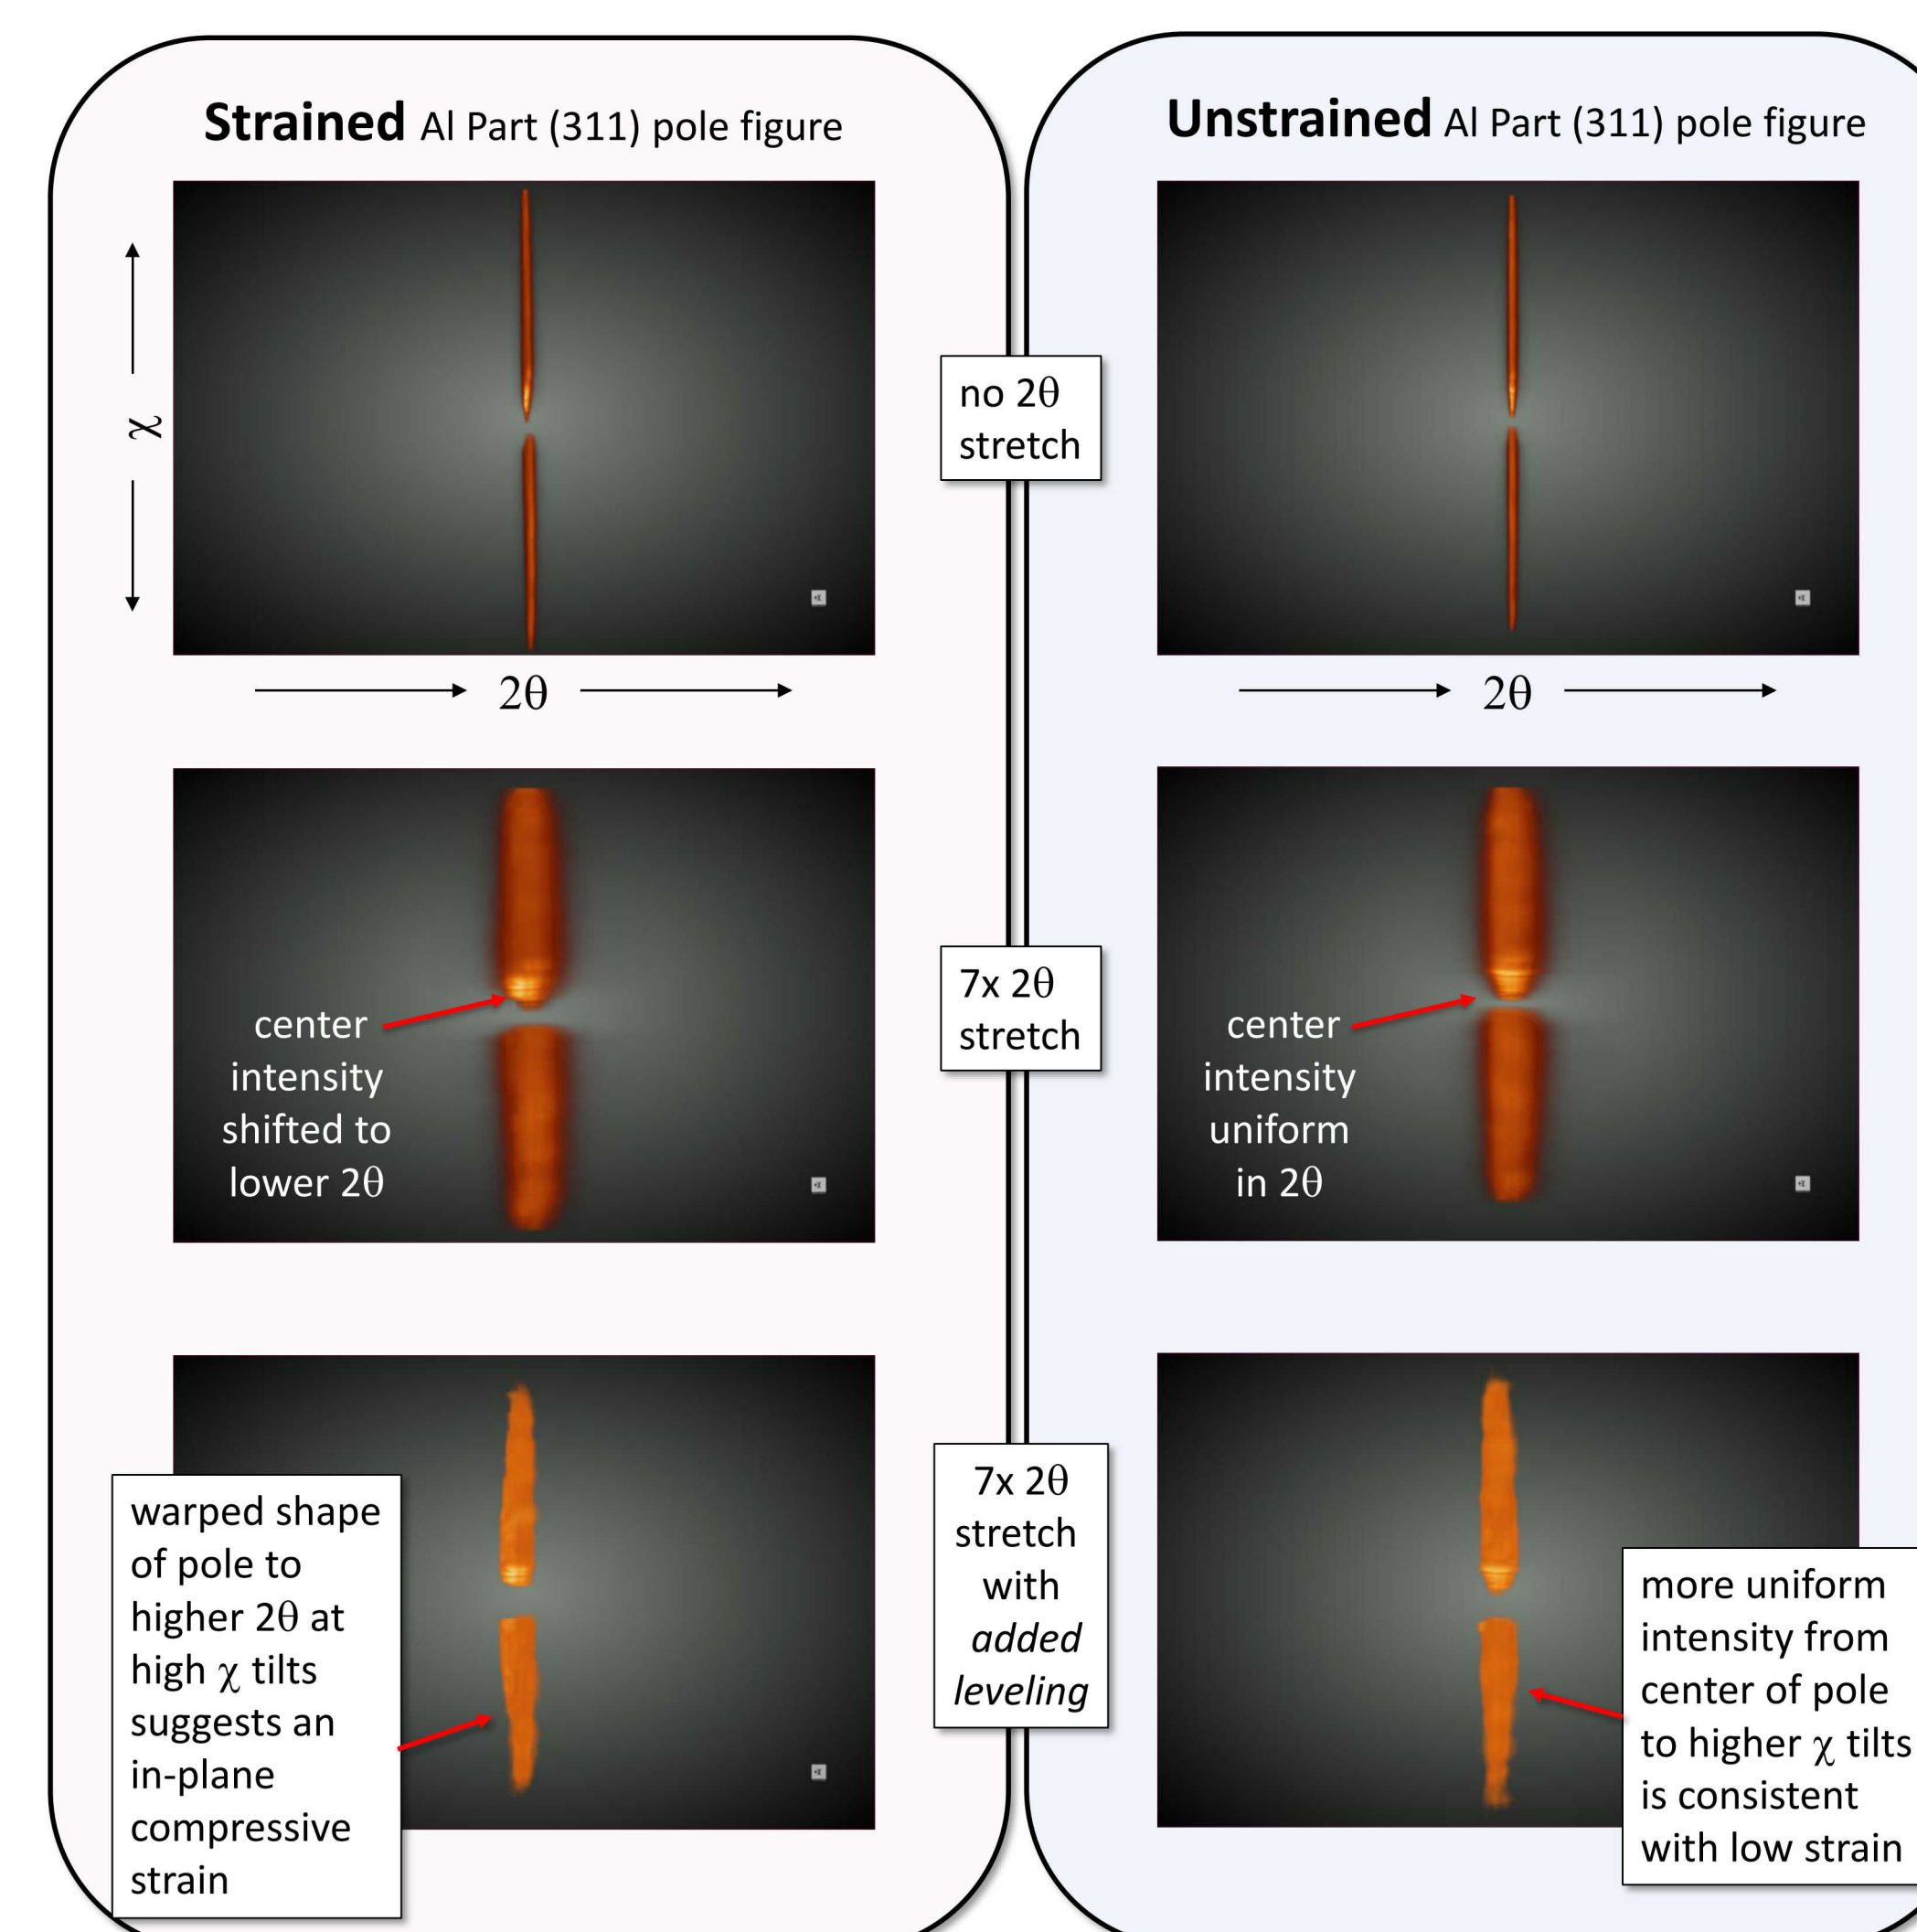 Strained Al Part (311) pole figure
Unstrained Al Part (311) pole figure
χ
no 2θ
stretch
2θ
2θ
center
intensity
shifted to
lower 2θ
7x 2θ
stretch
center
intensity
uniform
in 2θ
warped shape
of pole to
higher 2θ at
high χ tilts
suggests an
in-plane
compressive
strain
7x 2θ
stretch
with
added
leveling
more uniform
intensity from
center of pole
to higher χ tilts
is consistent
with low strain